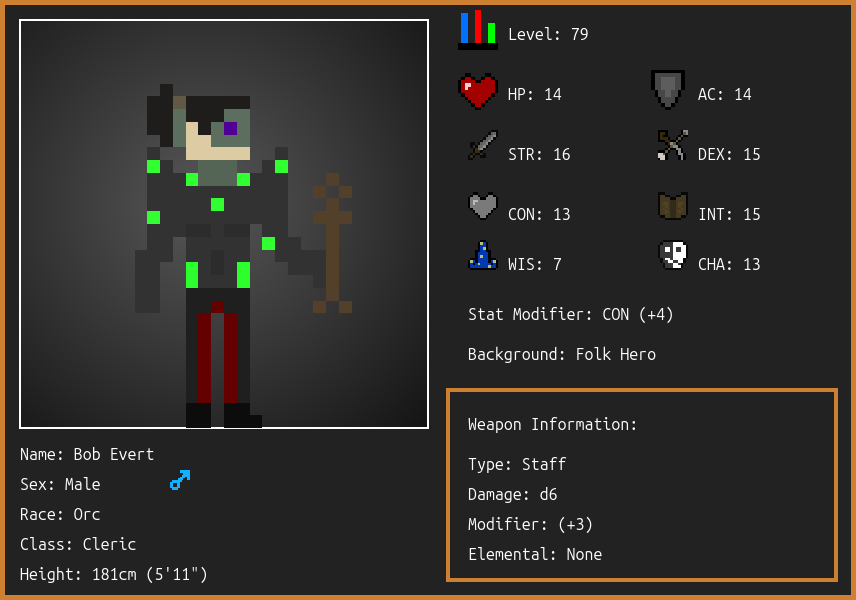 Level: 79
HP: 14
AC: 14
STR: 16
DEX: 15
CON: 13
INT: 15
WIS: 7
CHA: 13
Stat Modifier: CON (+4)
Background: Folk Hero
Weapon Information:
Type: Staff
Damage: d6
Modifier: (+3)
Elemental: None
Name: Bob Evert
Sex: Male
Race: Orc
Class: Cleric
Height: 181cm (5'11")